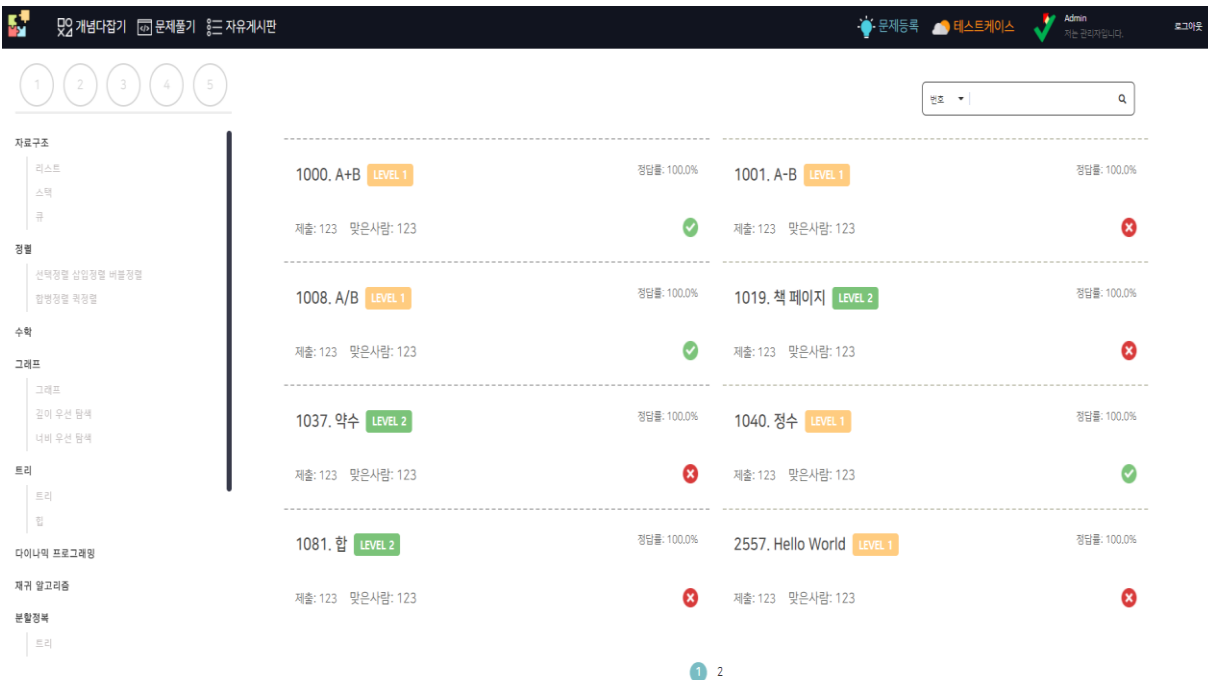 개념다잡기 문제풀기 자유게시판 문제등록 테스트케이스 Admin 로그아웃
저는 관리자입니다.
1 2 3 4 5
번호
자료구조
리스트
스택
큐
정렬
선택정렬 삽입정렬 버블정렬
합병정렬 퀵정렬
수학
그래프
그래프
깊이 우선 탐색
너비 우선 탐색
트리
트리
힙
다이나믹 프로그래밍
재귀 알고리즘
분할정복
트리
1000. A+B LEVEL 1 정답률: 100.0%
제출: 123 맞은사람: 123
1001. A-B LEVEL 1 정답률: 100.0%
제출: 123 맞은사람: 123
1008. A/B LEVEL 1 정답률: 100.0%
제출: 123 맞은사람: 123
1019. 책 페이지 LEVEL 2 정답률: 100.0%
제출: 123 맞은사람: 123
1037. 약수 LEVEL 2 정답률: 100.0%
제출: 123 맞은사람: 123
1040. 정수 LEVEL 1 정답률: 100.0%
제출: 123 맞은사람: 123
1081. 합 LEVEL 2 정답률: 100.0%
제출: 123 맞은사람: 123
2557. Hello World LEVEL 1 정답률: 100.0%
제출: 123 맞은사람: 123
1 2